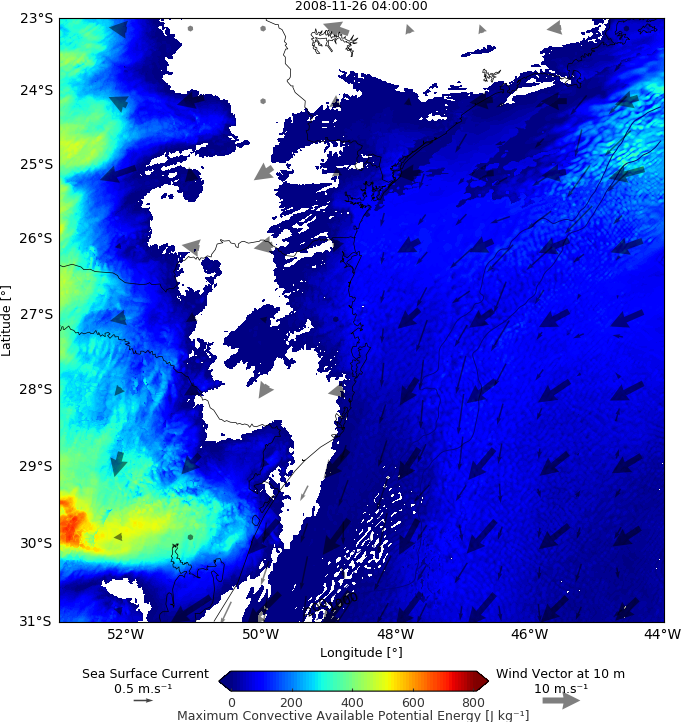 2008-11-26 04:00:00
23°S
24°S
25°S
26°S
27°S
28°S
29°S
30°S
31°S
Latitude [°]
52°W 50°W 48°W 46°W 44°W
Longitude [°]
Sea Surface Current
0.5 m.s⁻¹
Wind Vector at 10 m
10 m.s⁻¹
0 200 400 600 800
Maximum Convective Available Potential Energy [J kg⁻¹]